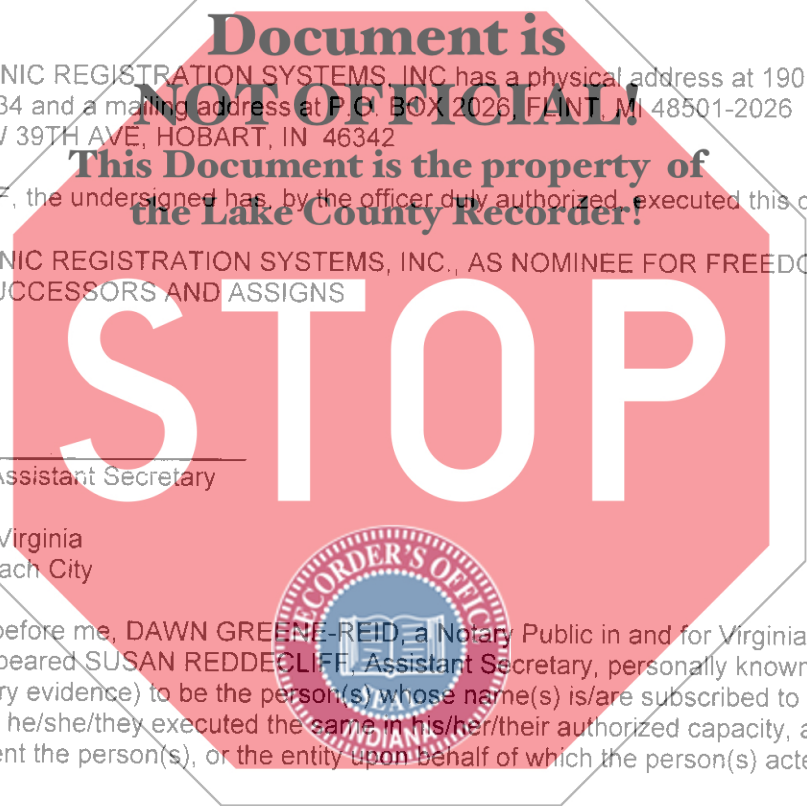 Document is
NIC REGISTRATION SYSTEMS, INC has a physical address at 190
34 and a mailing address at P.O. BOX 2026, FLINT, MI 48501-2026
NOT OFFICIAL!
39TH AVE, HOBART, IN 46342
This Document is the property of
F, the undersigned has, by the officer duly authorized, executed this
the Lake County Recorder!
NIC REGISTRATION SYSTEMS, INC., AS NOMINEE FOR FREEDO
UCCESSORS AND ASSIGNS
STOP
Assistant Secretary
Virginia
ach City
RECORDER'S OFFICE
before me, DAWN GREENE-REID, a Notary Public in and for Virginia
peared SUSAN REDDECLIFF, Assistant Secretary, personally known
ry evidence) to be the person(s) whose name(s) is/are subscribed to
SEAL
he/she/they executed the same in his/her/their authorized capacity, a
INDIANA
ent the person(s), or the entity upon behalf of which the person(s) acte